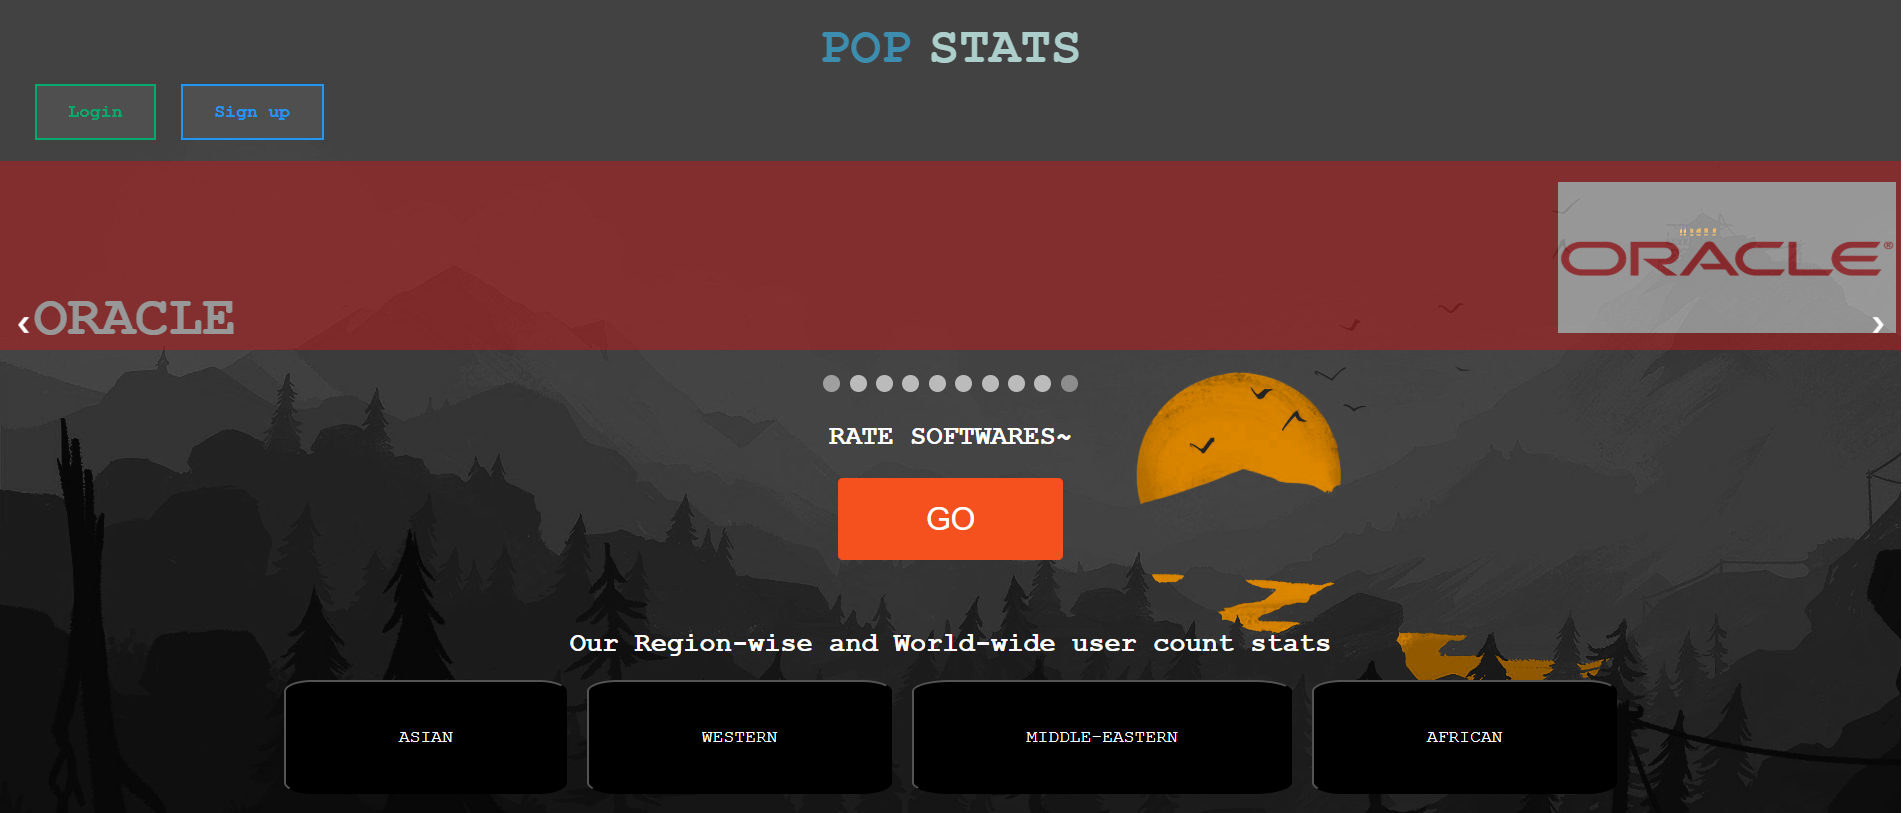 POP STATS
Login
Sign up
ORACLE®
‹ORACLE
›
RATE SOFTWARES~
GO
Our Region-wise and World-wide user count stats
ASIAN
WESTERN
MIDDLE-EASTERN
AFRICAN